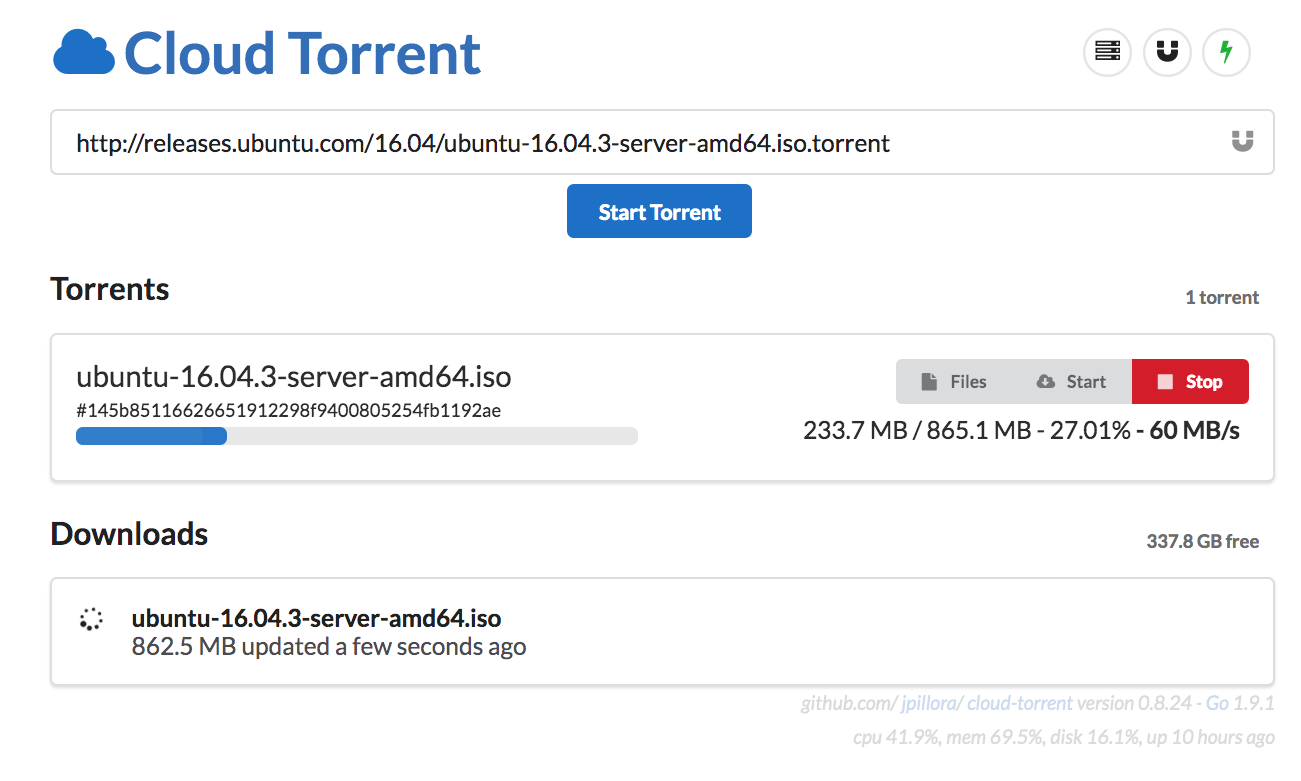 Cloud Torrent
http://releases.ubuntu.com/16.04/ubuntu-16.04.3-server-amd64.iso.torrent
Start Torrent
Torrents
1 torrent
ubuntu-16.04.3-server-amd64.iso
Files Start Stop
#145b85116626651912298f9400805254fb1192ae
233.7 MB / 865.1 MB - 27.01% - 60 MB/s
Downloads
337.8 GB free
ubuntu-16.04.3-server-amd64.iso
862.5 MB updated a few seconds ago
github.com/ jpillora/ cloud-torrent version 0.8.24 - Go 1.9.1
cpu 41.9%, mem 69.5%, disk 16.1%, up 10 hours ago